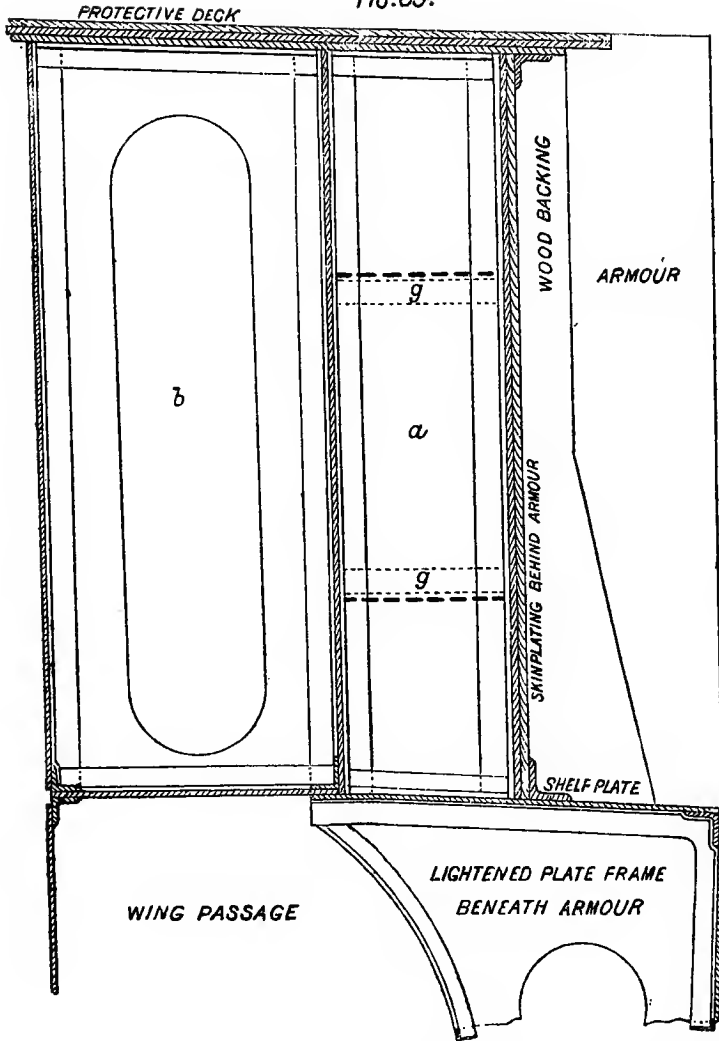 PROTECTIVE DECK
WOOD BACKING
ARMOUR
g
b
a
g
SKINPLATING BEHIND ARMOUR
SHELF PLATE
LIGHTENED PLATE FRAME
BENEATH ARMOUR
WING PASSAGE